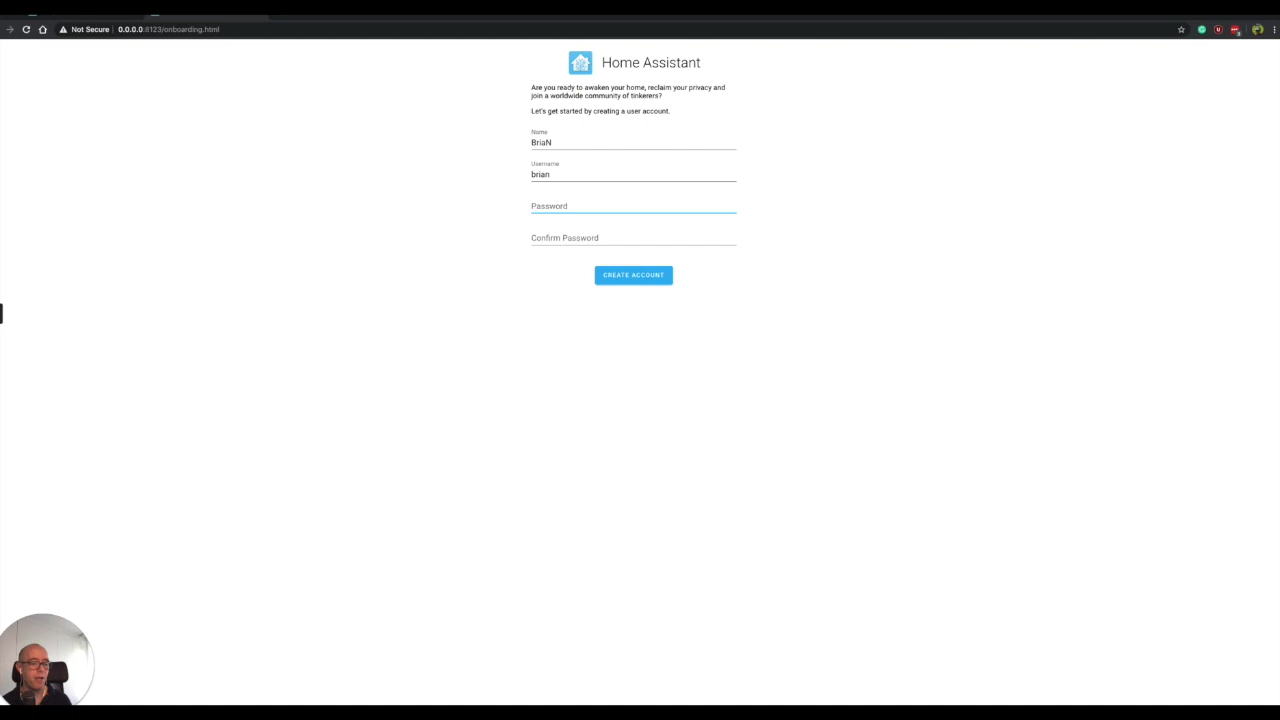 Not Secure 0.0.0.0:8123/onboarding.html
Home Assistant
Are you ready to awaken your home, reclaim your privacy and
join a worldwide community of tinkerers?
Let's get started by creating a user account.
Name
BriaN
Username
brian
Password
Confirm Password
CREATE ACCOUNT